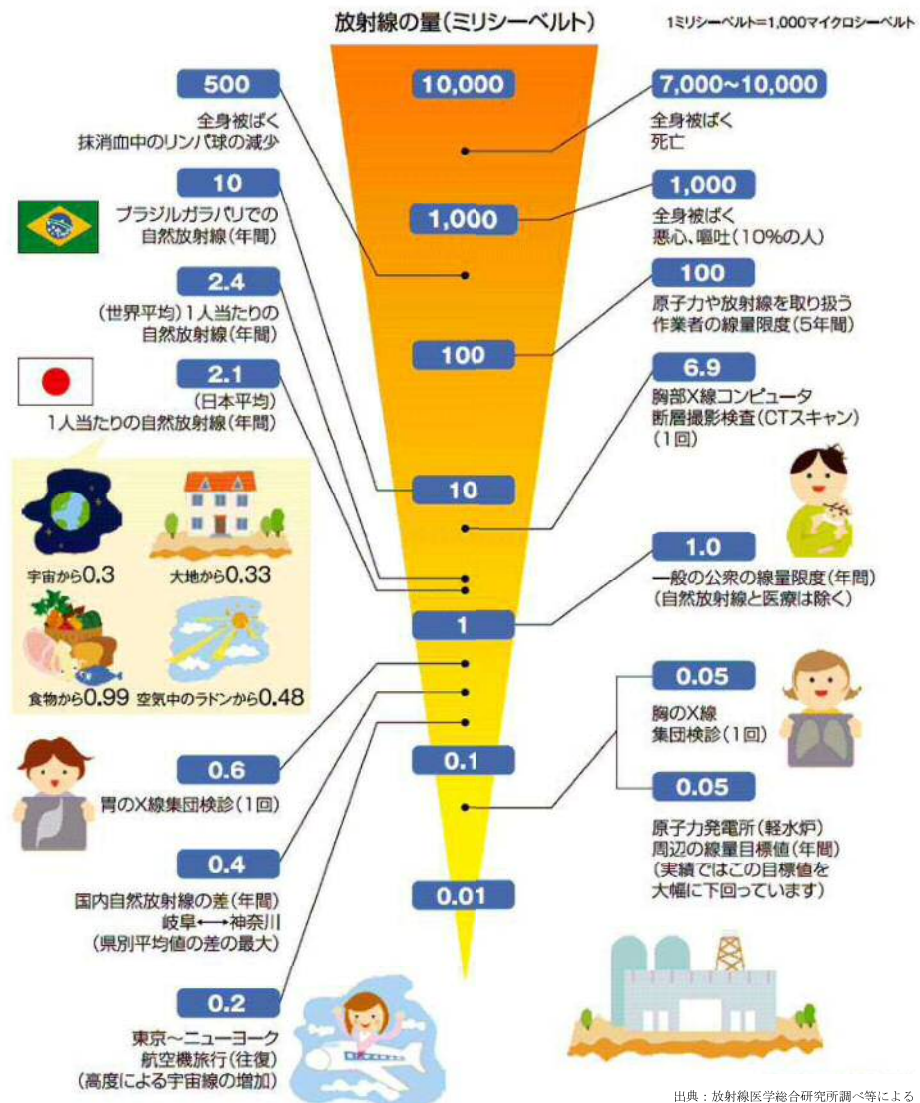 放射線の量(ミリシーベルト)
1ミリシーベルト=1,000マイクロシーベルト
500
全身被ばく
抹消血中のリンパ球の減少
10
ブラジルガラパリでの
自然放射線(年間)
2.4
(世界平均)1人当たりの
自然放射線(年間)
2.1
(日本平均)
1人当たりの自然放射線(年間)
宇宙から0.3
大地から0.33
食物から0.99
空気中のラドンから0.48
0.6
胃のX線集団検診(1回)
0.4
国内自然放射線の差(年間)
岐阜⟷神奈川
(県別平均値の差の最大)
0.2
東京~ニューヨーク
航空機旅行(往復)
(高度による宇宙線の増加)
10,000
1,000
100
10
1
0.1
0.01
7,000~10,000
全身被ばく
死亡
1,000
全身被ばく
悪心、嘔吐(10%の人)
100
原子力や放射線を取り扱う
作業者の線量限度(5年間)
6.9
胸部X線コンピュータ
断層撮影検査(CTスキャン)
(1回)
1.0
一般の公衆の線量限度(年間)
(自然放射線と医療は除く)
0.05
胸のX線
集団検診(1回)
0.05
原子力発電所(軽水炉)
周辺の線量目標値(年間)
(実績ではこの目標値を
大幅に下回っています)
出典:放射線医学総合研究所調べ等による